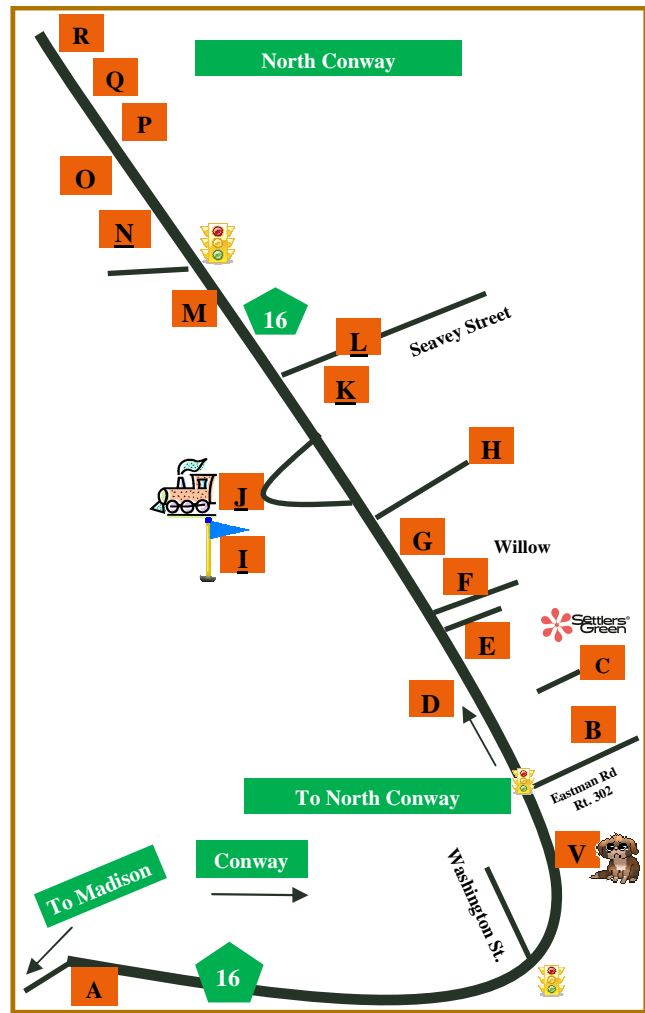 R
North Conway
Q
P
O
N
M
16
L
Seavey Street
K
H
J
G
Willow
I
F
Settlers'
Green
E
C
D
B
To North Conway
Eastman Rd
Rt. 302
V
Conway
Washington St.
To Madison
16
A